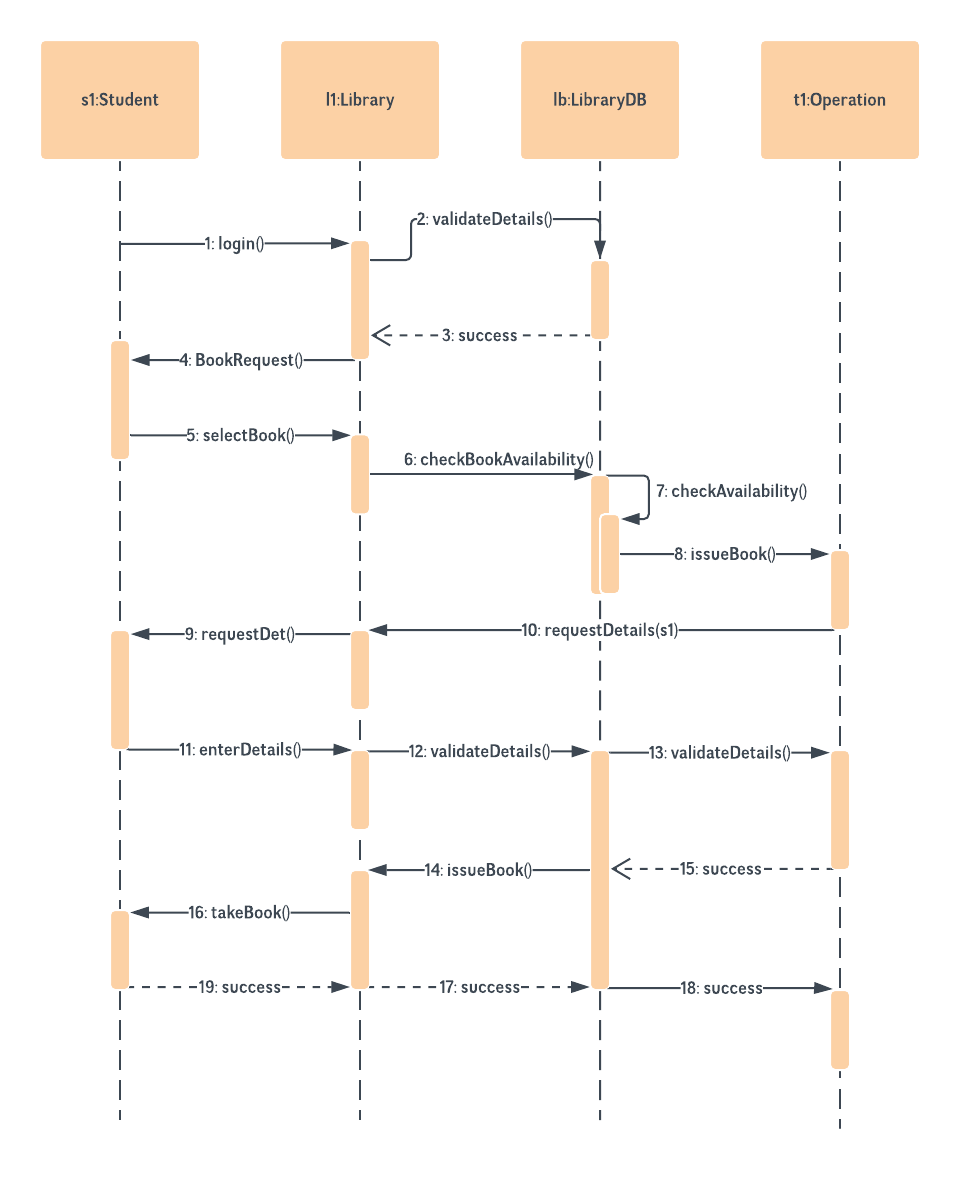 s1:Student
l1:Library
lb:LibraryDB
t1:Operation
2: validateDetails()
1: login()
3: success
4: BookRequest()
5: selectBook()
6: checkBookAvailability()
7: checkAvailability()
8: issueBook()
9: requestDet()
10: requestDetails(s1)
11: enterDetails()
12: validateDetails()
13: validateDetails()
14: issueBook()
15: success
16: takeBook()
19: success
17: success
18: success